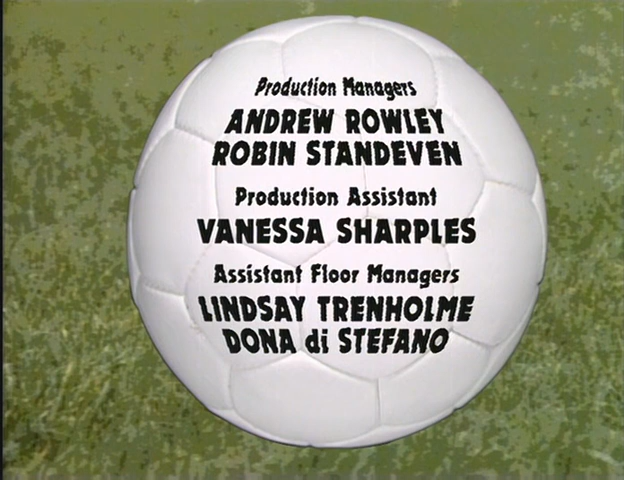 Production Managers
ANDREW ROWLEY
ROBIN STANDEVEN
Production Assistant
VANESSA SHARPLES
Assistant Floor Managers
LINDSAY TRENHOLME
DONA di STEFANO